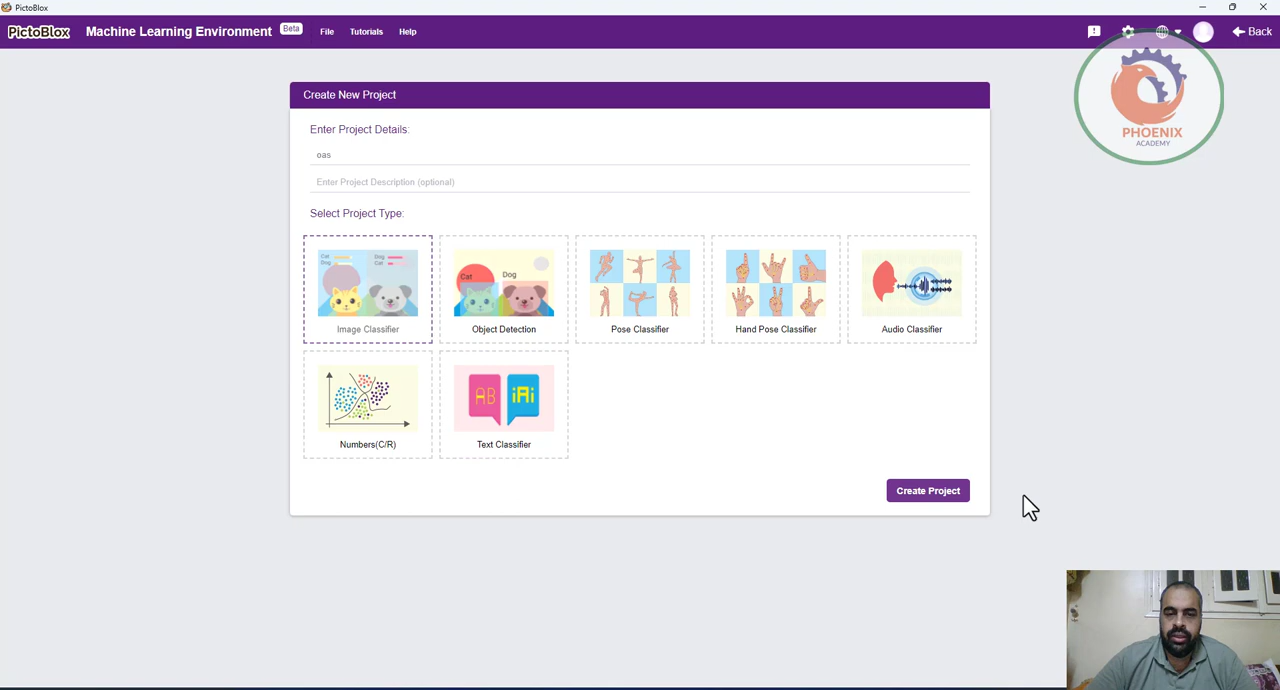 PictoBlox
PictoBlox Machine Learning Environment Beta File Tutorials Help Back
PHOENIX
ACADEMY
Create New Project
Enter Project Details:
oas
Enter Project Description (optional)
Select Project Type:
Cat Dog
Dog Cat
Cat Dog
Image Classifier Object Detection Pose Classifier Hand Pose Classifier Audio Classifier
AB iAi
Numbers(C/R) Text Classifier
Create Project